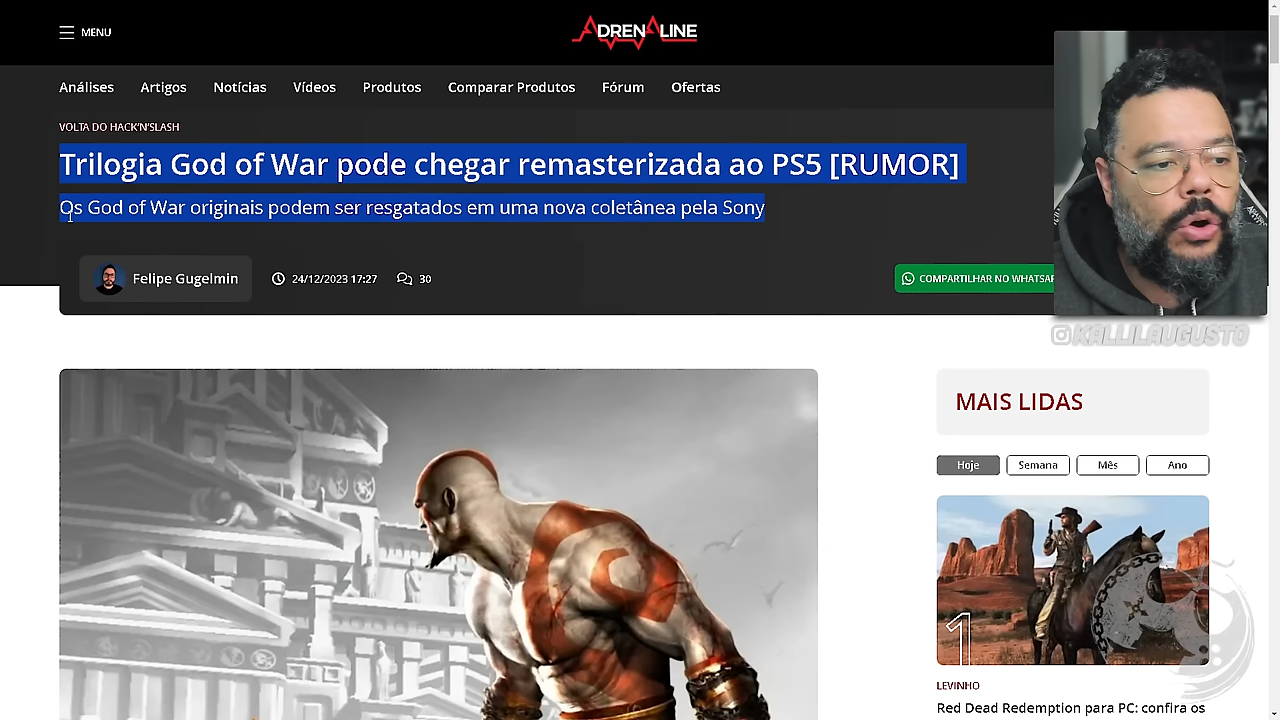 MENU
ADRENALINE
Análises Artigos Notícias Vídeos Produtos Comparar Produtos Fórum Ofertas
VOLTA DO HACK'N'SLASH
Trilogia God of War pode chegar remasterizada ao PS5 [RUMOR]
Os God of War originais podem ser resgatados em uma nova coletânea pela Sony
Felipe Gugelmin 24/12/2023 17:27 30
COMPARTILHAR NO WHATSAP
KALLILAUGUSTO
MAIS LIDAS
Hoje Semana Mês Ano
1
LEVINHO
Red Dead Redemption para PC: confira os